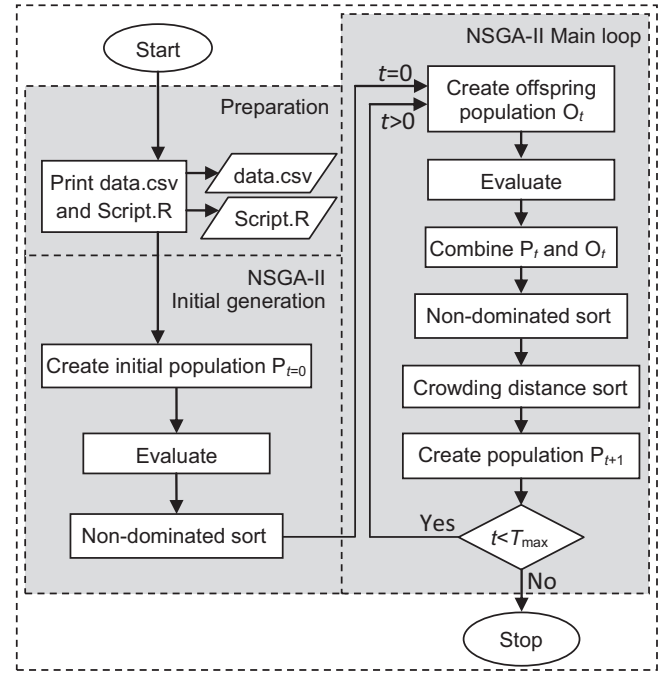 Start
Preparation
Print data.csv
and Script.R
data.csv
Script.R
NSGA-II
Initial generation
Create initial population Pt=0
Evaluate
Non-dominated sort
NSGA-II Main loop
t=0
t>0
Create offspring
population Ot
Evaluate
Combine Pt and Ot
Non-dominated sort
Crowding distance sort
Create population Pt+1
Yes
t<Tmax
No
Stop